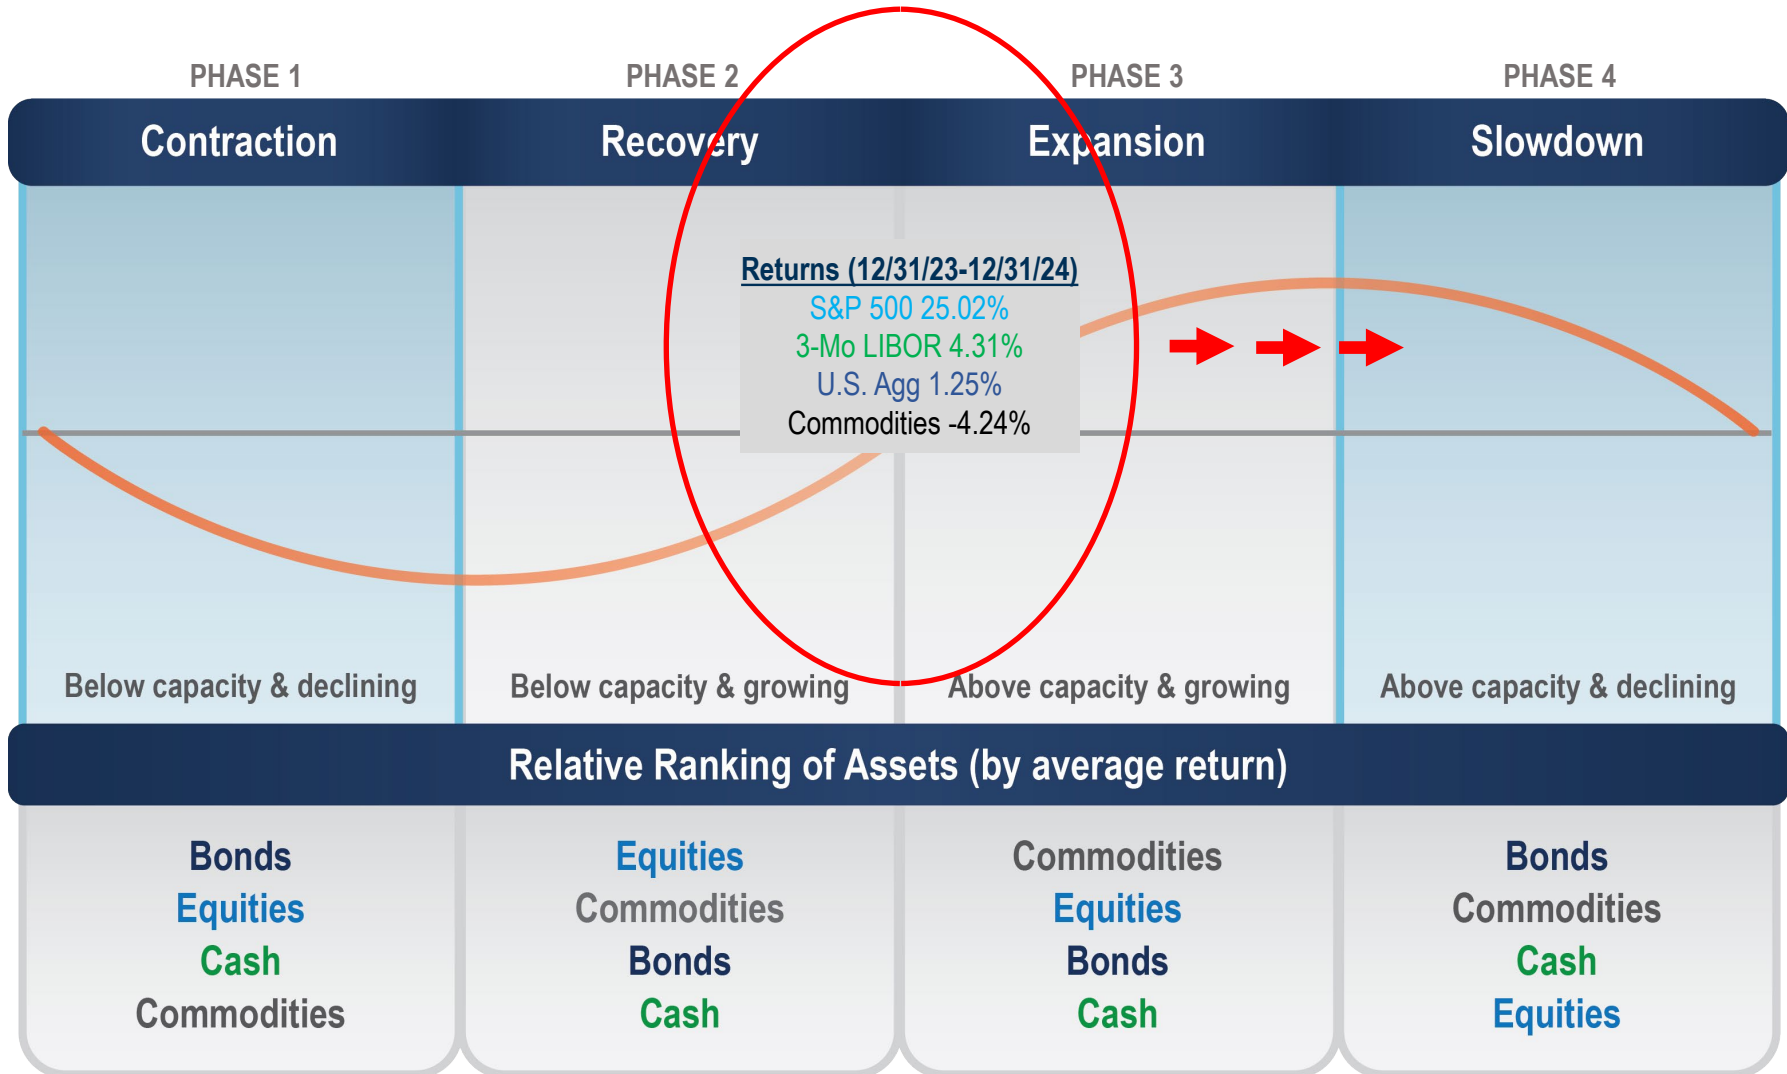 PHASE 1
PHASE 2
PHASE 3
PHASE 4
Contraction
Recovery
Expansion
Slowdown
Returns (12/31/23-12/31/24)
S&P 500 25.02%
3-Mo LIBOR 4.31%
U.S. Agg 1.25%
Commodities -4.24%
Below capacity & declining
Below capacity & growing
Above capacity & growing
Above capacity & declining
Relative Ranking of Assets (by average return)
Bonds
Equities
Cash
Commodities
Equities
Commodities
Bonds
Cash
Commodities
Equities
Bonds
Cash
Bonds
Commodities
Cash
Equities